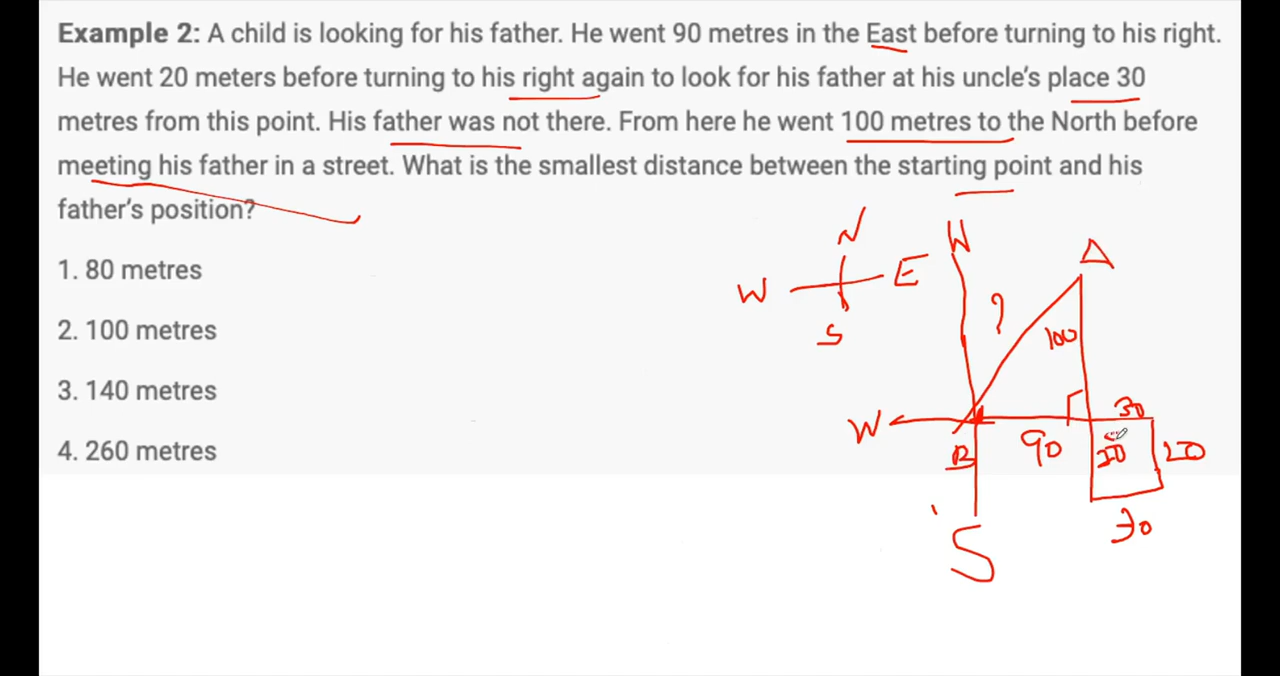 Example 2: A child is looking for his father. He went 90 metres in the East before turning to his right.
He went 20 meters before turning to his right again to look for his father at his uncle's place 30
metres from this point. His father was not there. From here he went 100 metres to the North before
meeting his father in a street. What is the smallest distance between the starting point and his
father's position?
1. 80 metres
2. 100 metres
3. 140 metres
4. 260 metres
N
W E
S
N
A
?
100
W
30
B
90
20
20
30
S